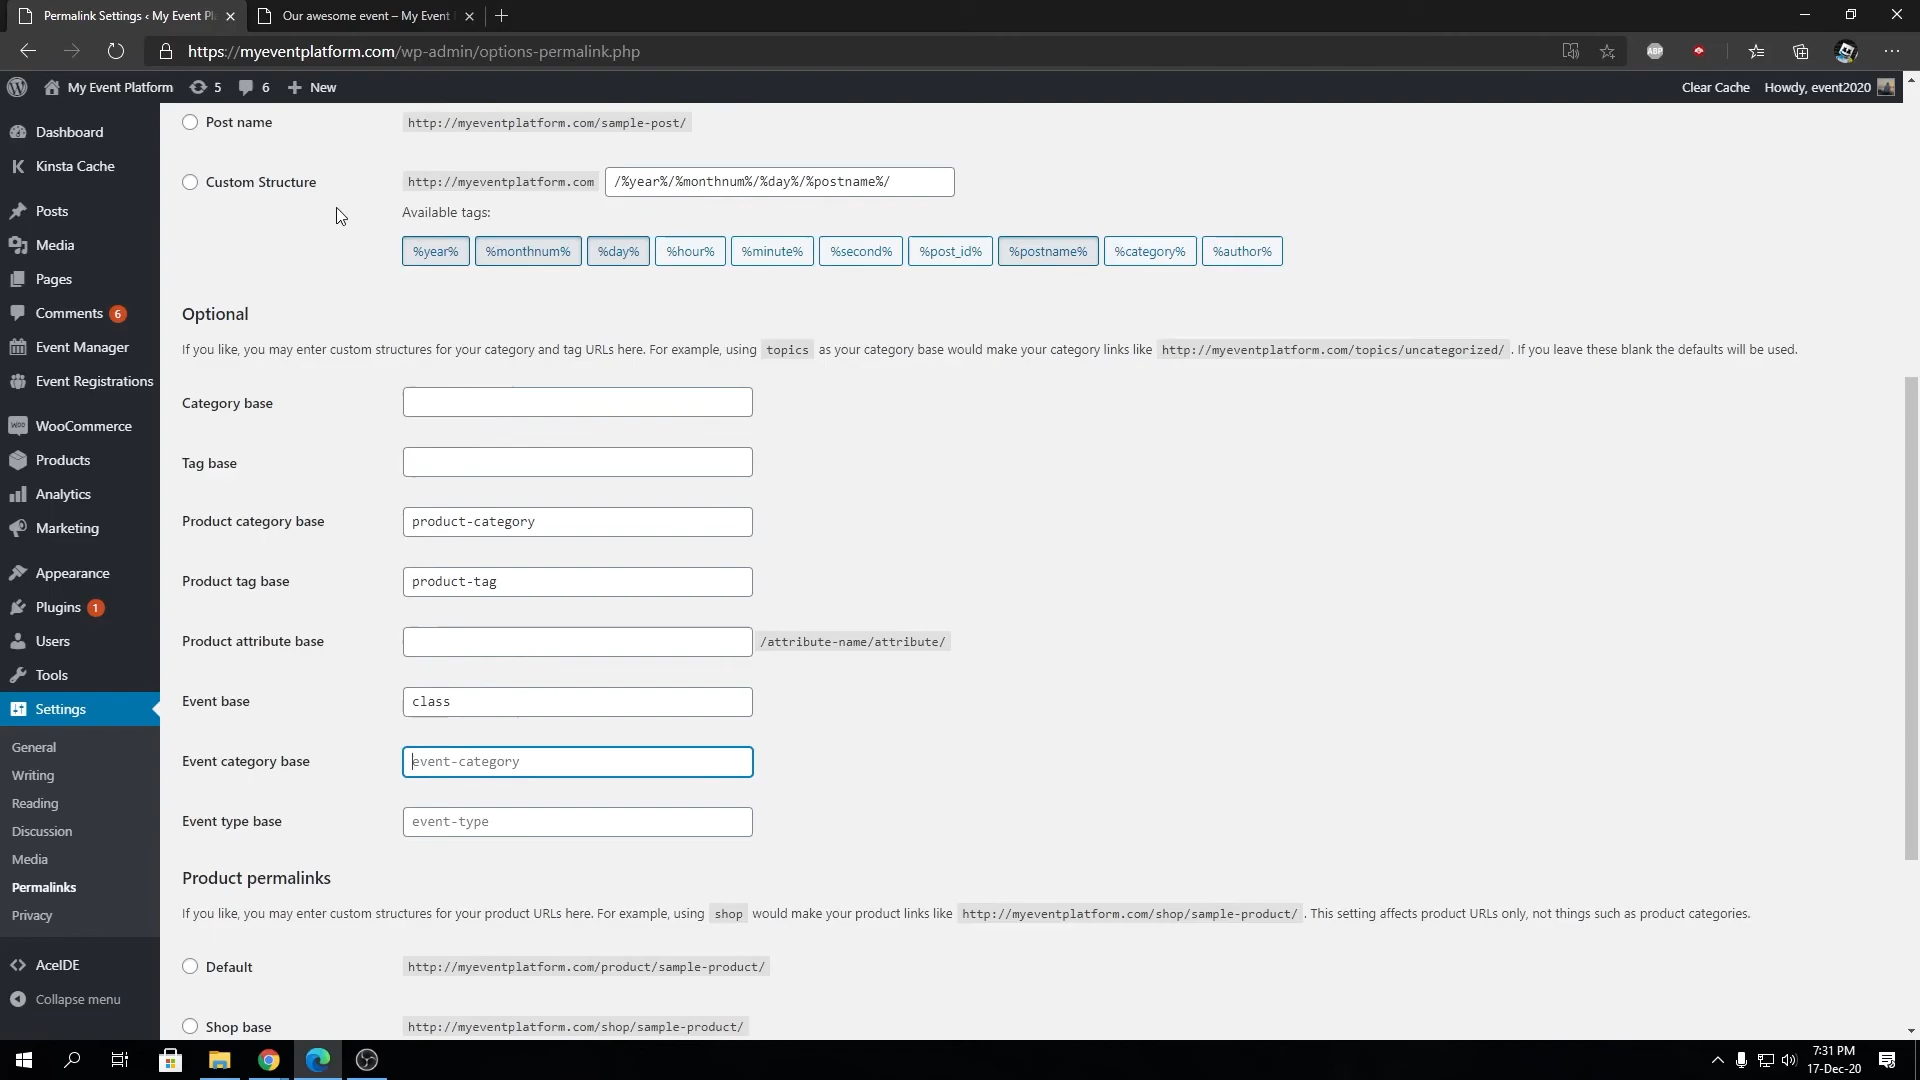 Permalink Settings ‹ My Event Pl
Our awesome event – My Event
https://myeventplatform.com/wp-admin/options-permalink.php
ABP
My Event Platform
5
6
New
Clear Cache
Howdy, event2020
Dashboard
Kinsta Cache
Posts
Media
Pages
Comments 6
Event Manager
Event Registrations
WooCommerce
Products
Analytics
Marketing
Appearance
Plugins 1
Users
Tools
Settings
General
Writing
Reading
Discussion
Media
Permalinks
Privacy
AceIDE
Collapse menu
Post name
http://myeventplatform.com/sample-post/
Custom Structure
http://myeventplatform.com /%year%/%monthnum%/%day%/%postname%/
Available tags:
%year% %monthnum% %day% %hour% %minute% %second% %post_id% %postname% %category% %author%
Optional
If you like, you may enter custom structures for your category and tag URLs here. For example, using topics as your category base would make your category links like http://myeventplatform.com/topics/uncategorized/ . If you leave these blank the defaults will be used.
Category base
Tag base
Product category base product-category
Product tag base product-tag
Product attribute base /attribute-name/attribute/
Event base class
Event category base event-category
Event type base event-type
Product permalinks
If you like, you may enter custom structures for your product URLs here. For example, using shop would make your product links like http://myeventplatform.com/shop/sample-product/ . This setting affects product URLs only, not things such as product categories.
Default http://myeventplatform.com/product/sample-product/
Shop base http://myeventplatform.com/shop/sample-product/
7:31 PM
17-Dec-20